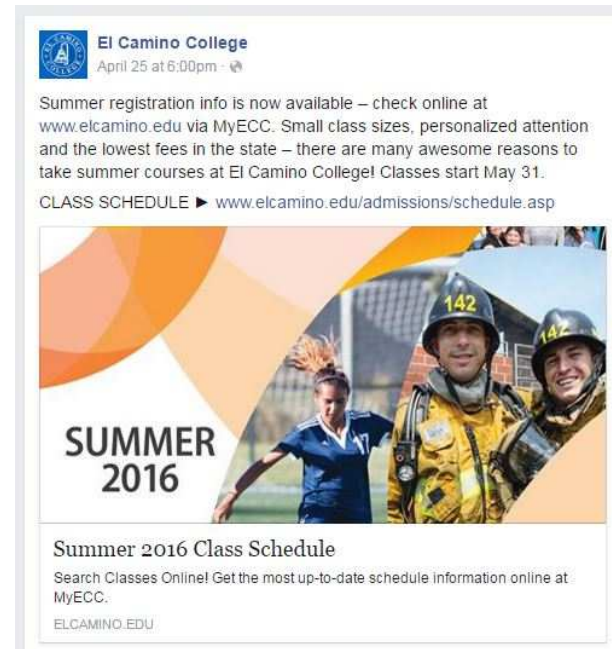 El Camino College
April 25 at 6:00pm ·
Summer registration info is now available – check online at
www.elcamino.edu via MyECC. Small class sizes, personalized attention
and the lowest fees in the state – there are many awesome reasons to
take summer courses at El Camino College! Classes start May 31.
CLASS SCHEDULE ► www.elcamino.edu/admissions/schedule.asp
142
142
17
SUMMER
2016
Summer 2016 Class Schedule
Search Classes Online! Get the most up-to-date schedule information online at
MyECC.
ELCAMINO.EDU